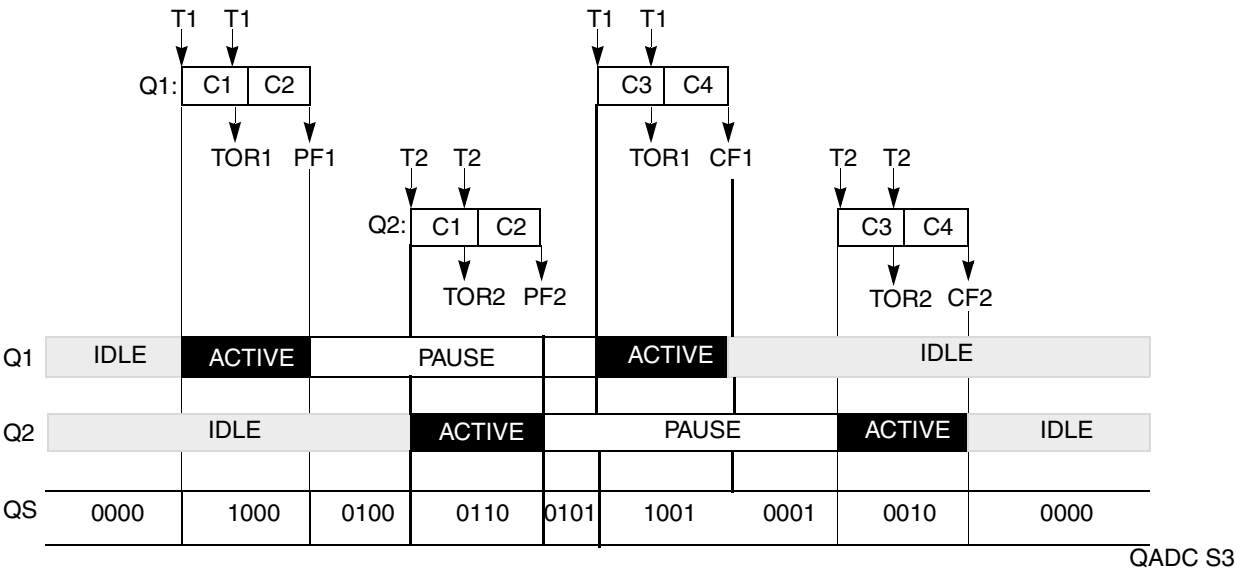 T1 T1 T1 T1
Q1: C1 C2 C3 C4
TOR1 PF1 T2 T2 TOR1 CF1 T2 T2
Q2: C1 C2 C3 C4
TOR2 PF2 TOR2 CF2
Q1 IDLE ACTIVE PAUSE ACTIVE IDLE
Q2 IDLE ACTIVE PAUSE ACTIVE IDLE
QS 0000 1000 0100 0110 0101 1001 0001 0010 0000
QADC S3